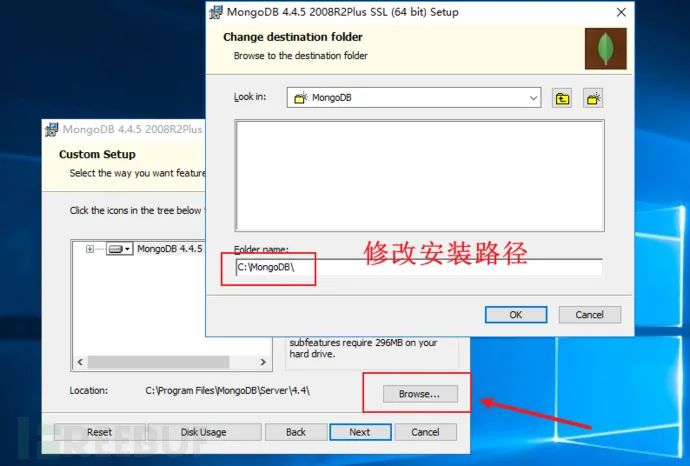 MongoDB 4.4.5 2008R2Plus SSL (64 bit) Setup
Change destination folder
Browse to the destination folder
Look in:
MongoDB
Folder name:
C:\MongoDB\
修改安装路径
OK
Cancel
MongoDB 4.4.5 2008R2Plus
Custom Setup
Select the way you want feature
Click the icons in the tree below
MongoDB 4.4.5
subfeatures require 296MB on your
hard drive.
Location:
C:\Program Files\MongoDB\Server\4.4\
Browse...
Reset
Disk Usage
Back
Next
Cancel
FREEBUF